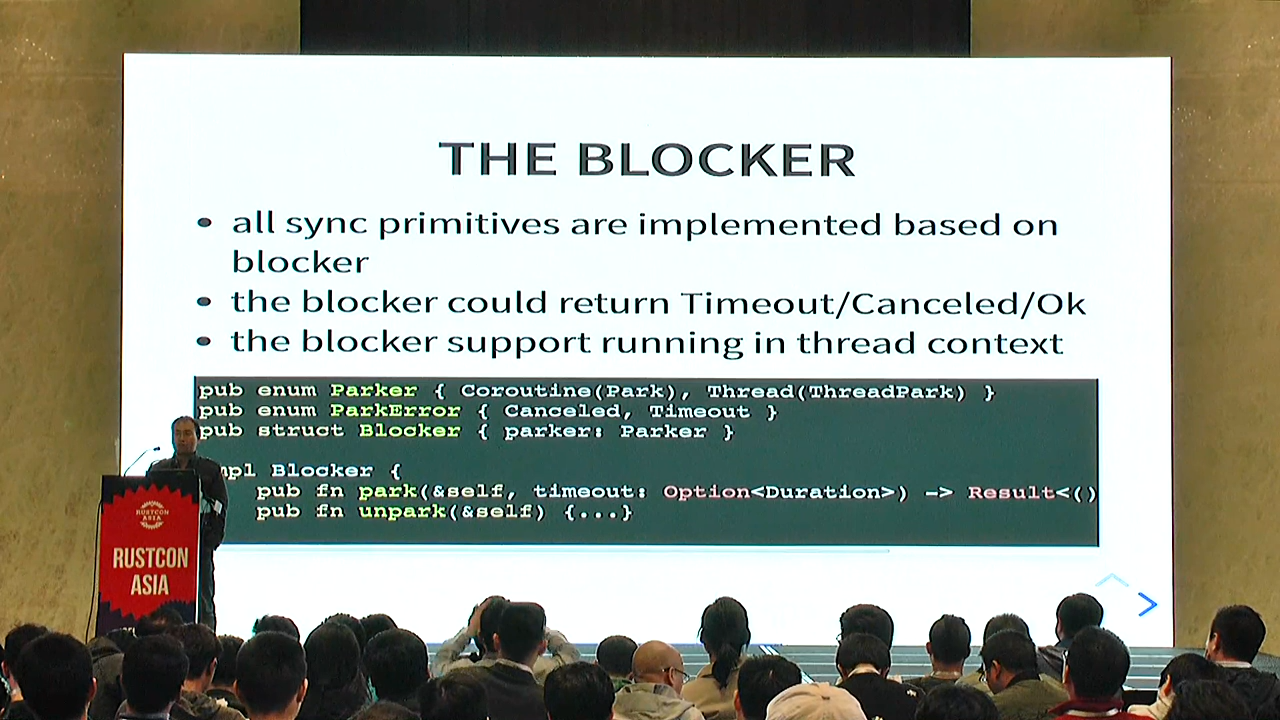 THE BLOCKER
• all sync primitives are implemented based on
blocker
• the blocker could return Timeout/Canceled/Ok
• the blocker support running in thread context
pub enum Parker { Coroutine(Park), Thread(ThreadPark) }
pub enum ParkError { Canceled, Timeout }
pub struct Blocker { parker: Parker }
mpl Blocker {
pub fn park(&self, timeout: Option<Duration>) -> Result<()
pub fn unpark(&self) {...}
RUSTCON
ASIA
RUSTCON
ASIA